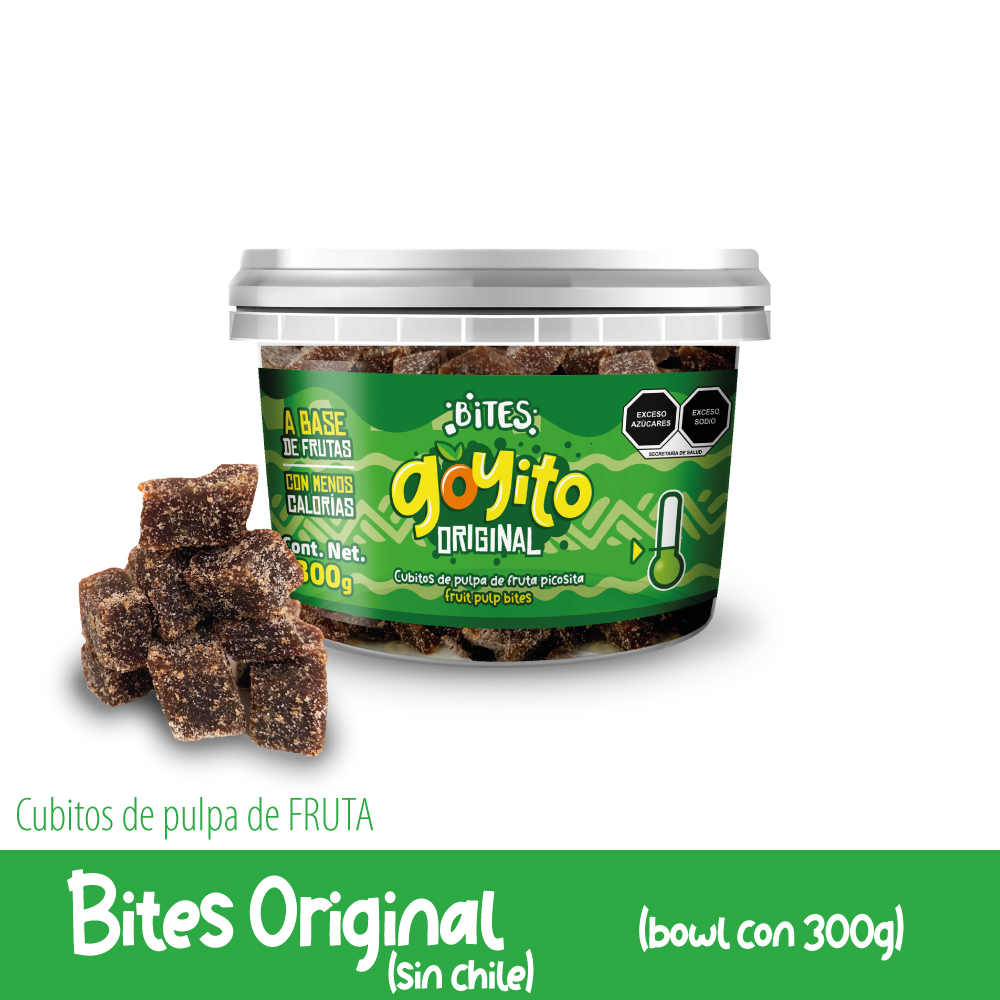 BiTES
goyito
ORIGINAL
Cubitos de pulpa de fruta picosita
fruit pulp bites
A BASE
DE FRUTAS
CON MENOS
CALORÍAS
Cont. Net.
300g
EXCESO
AZÚCARES
EXCESO
SODIO
SECRETARÍA DE SALUD
Cubitos de pulpa de FRUTA
Bites Original
(sin chile)
(bowl con 300g)